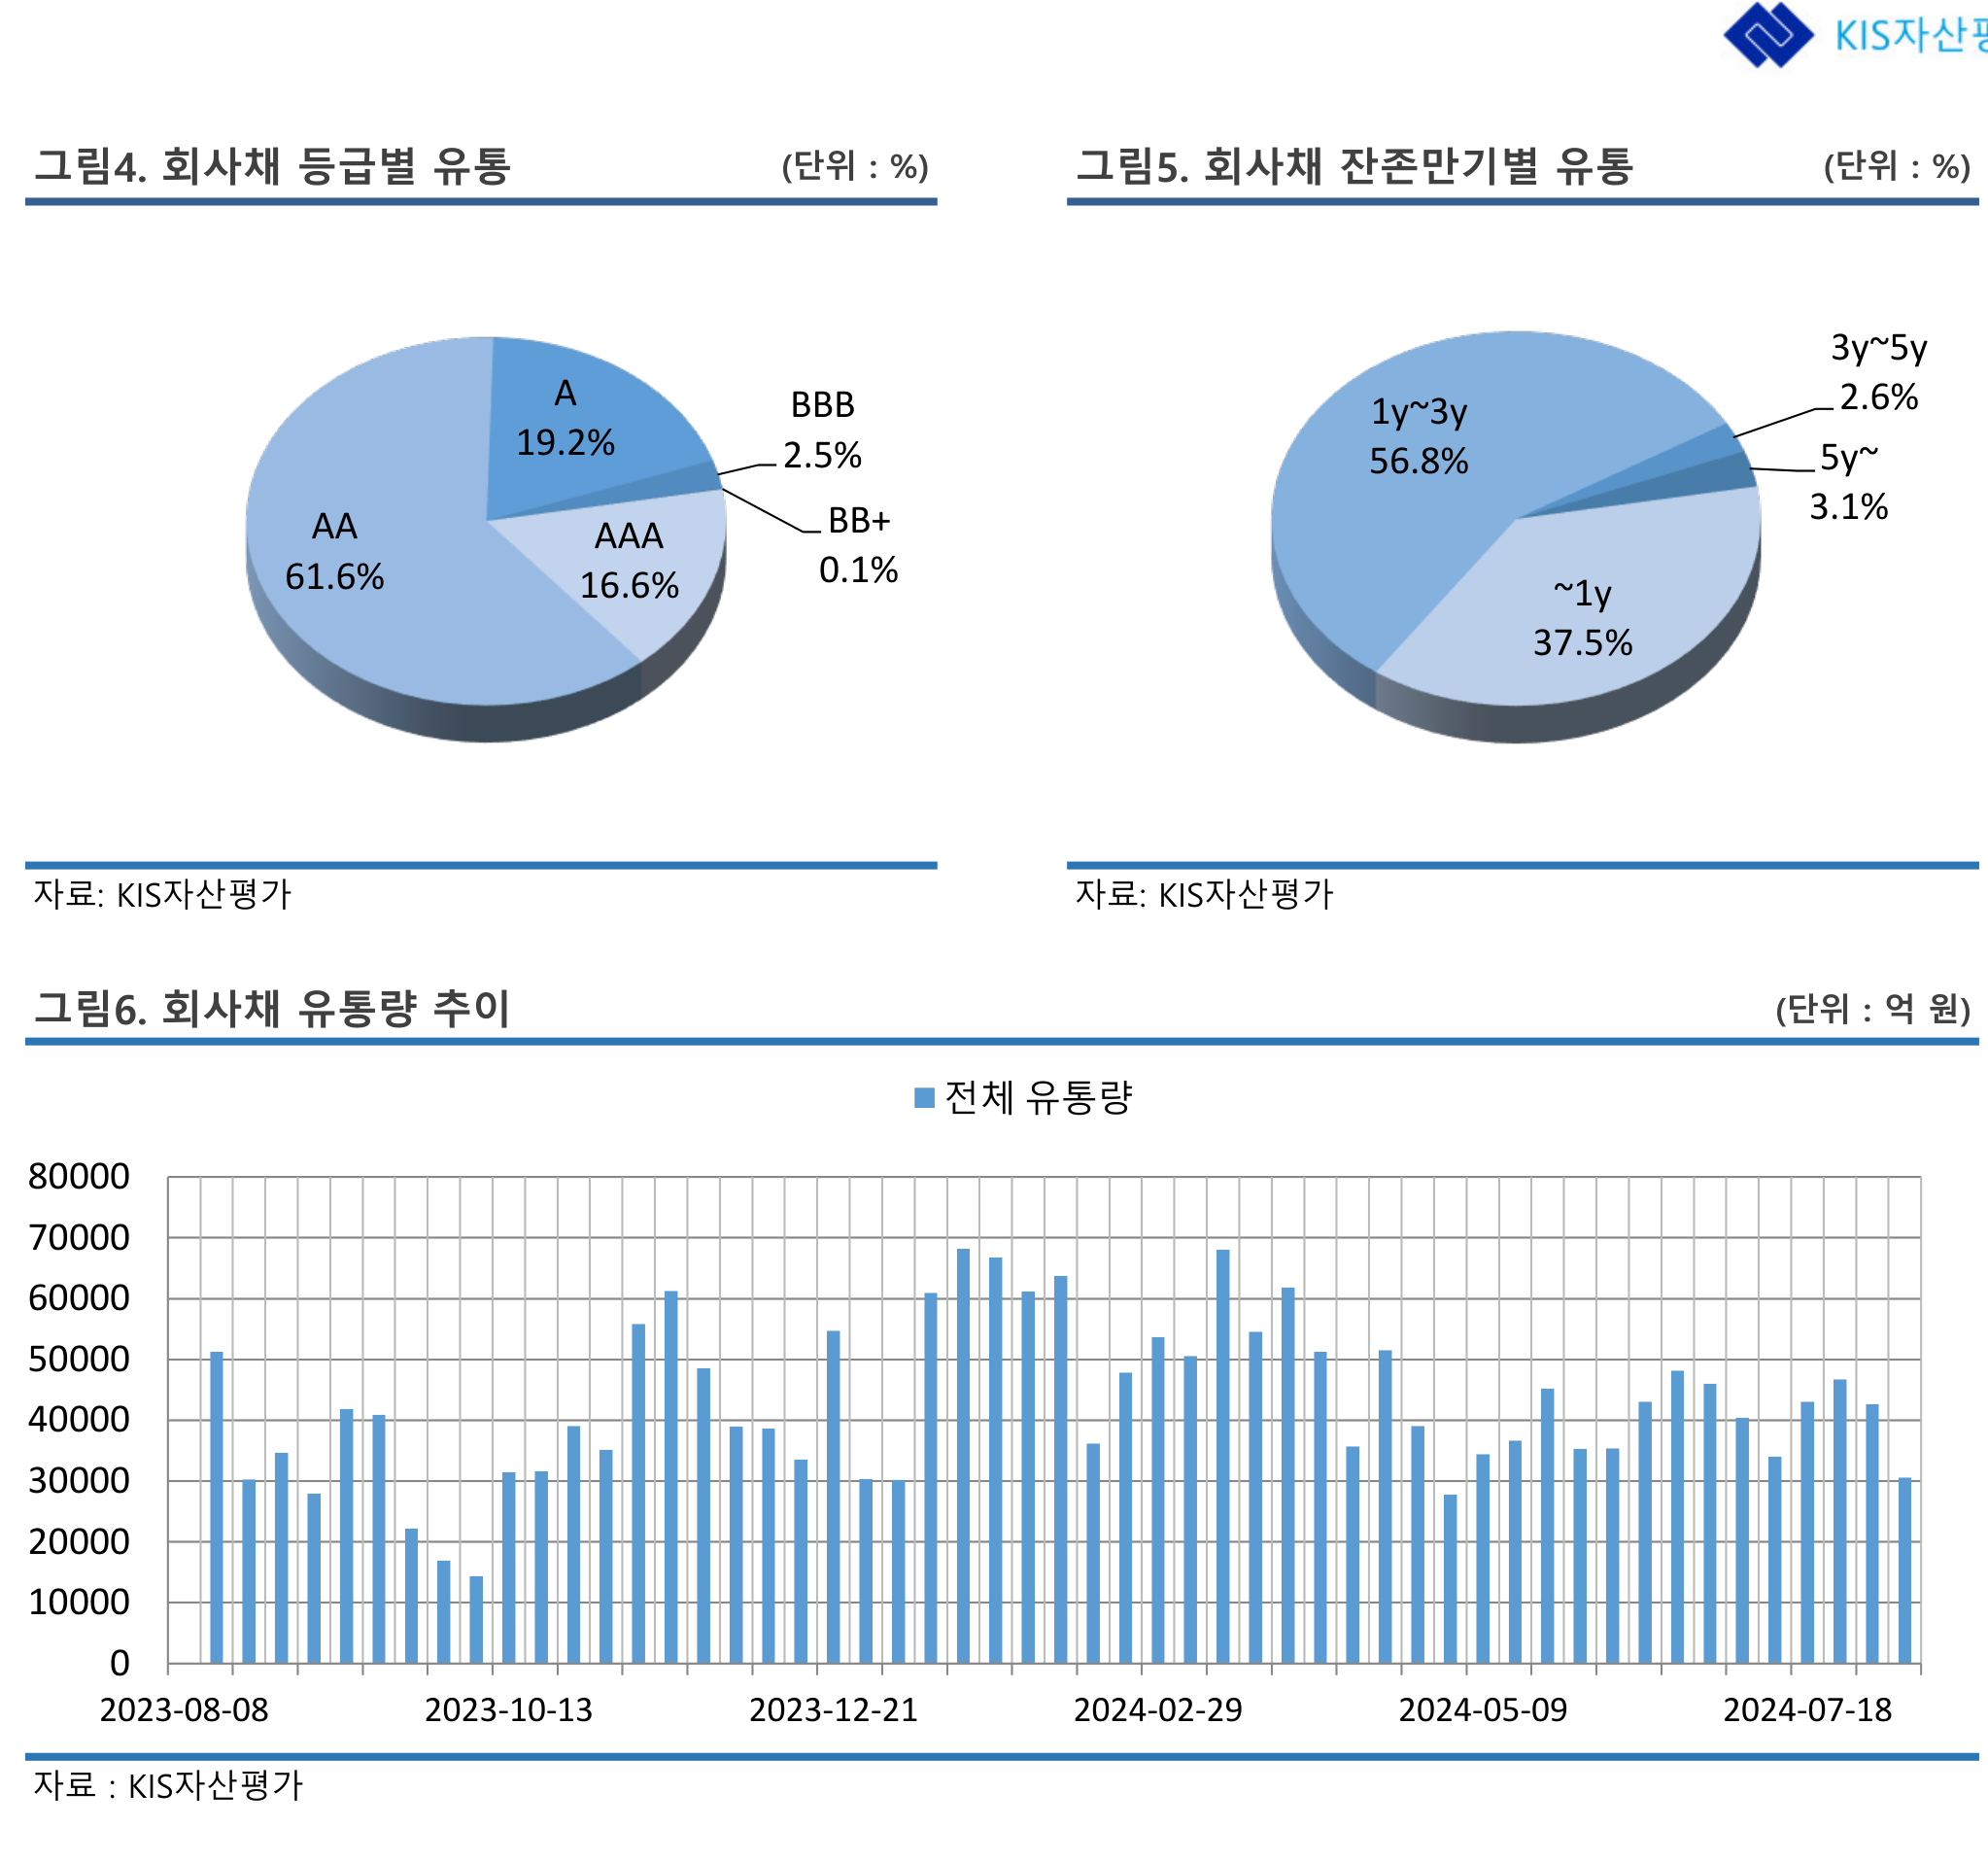 KIS자산평
그림4. 회사채 등급별 유통 (단위 : %)
A
19.2%
BBB
2.5%
BB+
0.1%
AA
61.6%
AAA
16.6%
자료: KIS자산평가
그림5. 회사채 잔존만기별 유통 (단위 : %)
3y~5y
2.6%
1y~3y
56.8%
5y~
3.1%
~1y
37.5%
자료: KIS자산평가
그림6. 회사채 유통량 추이 (단위 : 억 원)
전체 유통량
80000
70000
60000
50000
40000
30000
20000
10000
0
2023-08-08 2023-10-13 2023-12-21 2024-02-29 2024-05-09 2024-07-18
자료 : KIS자산평가